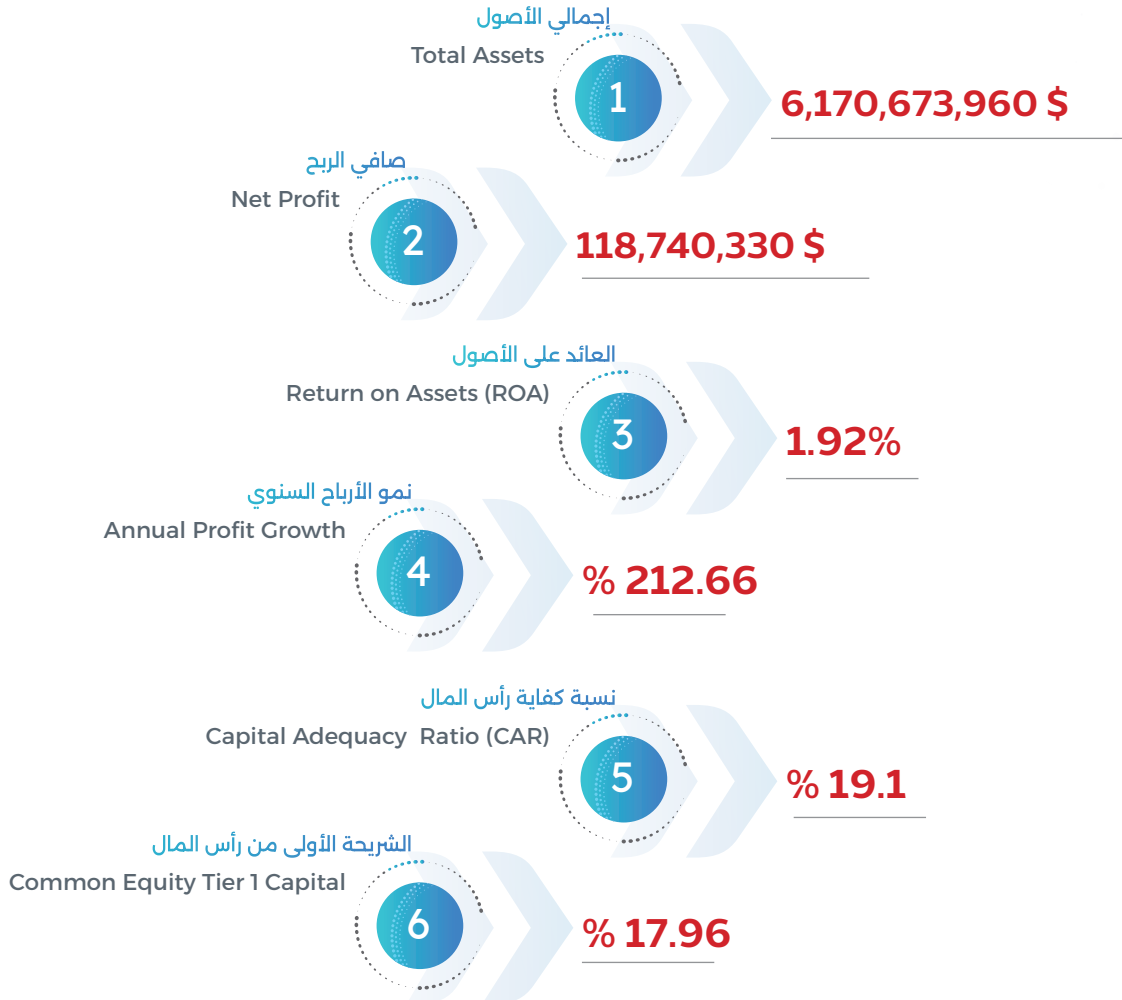 إجمالي الأصول
Total Assets
1
6,170,673,960 $
صافي الربح
Net Profit
2
118,740,330 $
العائد على الأصول
Return on Assets (ROA)
3
1.92%
نمو الأرباح السنوي
Annual Profit Growth
4
% 212.66
نسبة كفاية رأس المال
Capital Adequacy Ratio (CAR)
5
% 19.1
الشريحة الأولى من رأس المال
Common Equity Tier 1 Capital
6
% 17.96